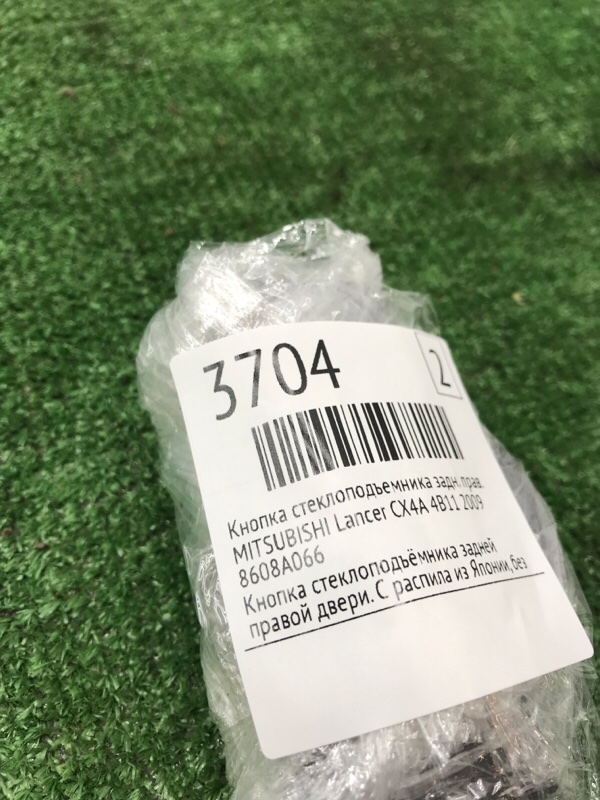 3704
2
Кнопка стеклоподъемника задн.прав.
MITSUBISHI Lancer CX4A 4B11 2009
8608A066
Кнопка стеклоподъёмника задней
правой двери. С распила из Японии, без